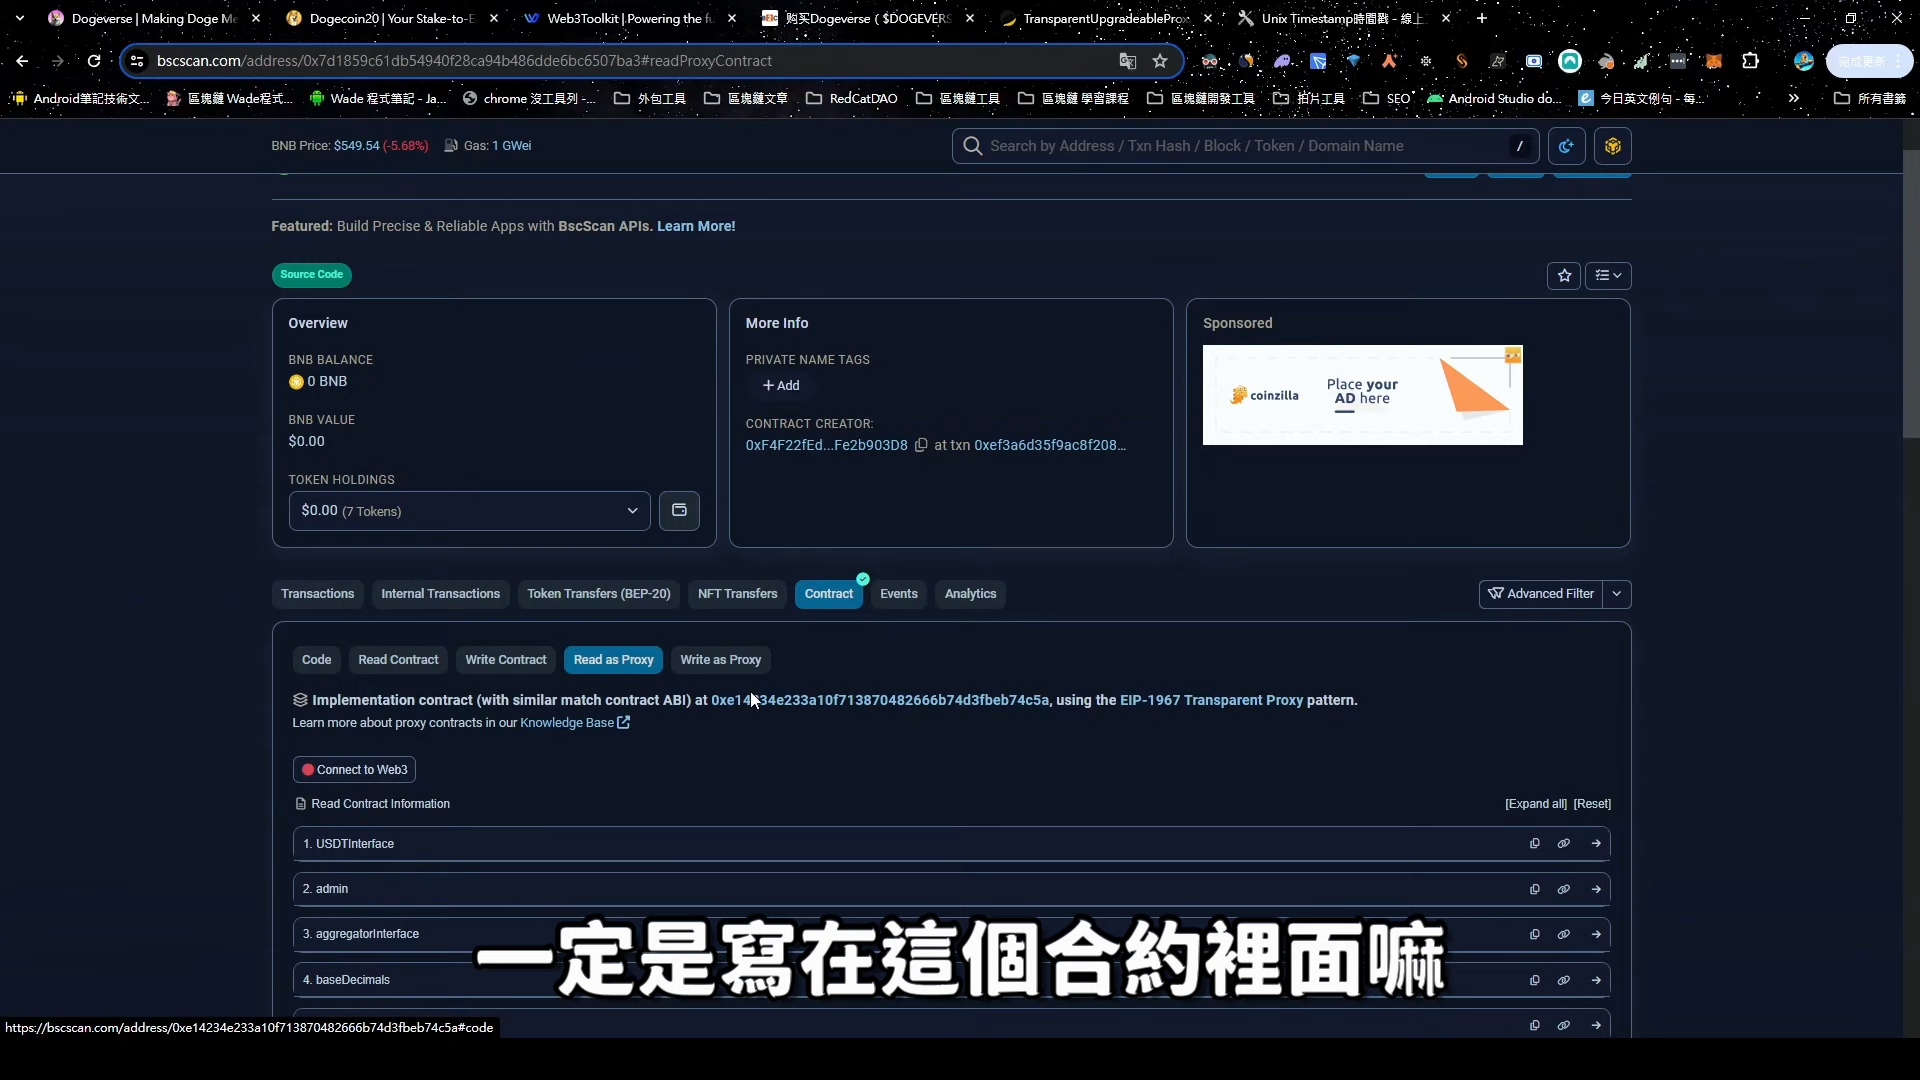 Dogeverse | Making Doge Me
Dogecoin20 | Your Stake-to-E
Web3Toolkit | Powering the fu
购买Dogeverse ( $DOGEVERS
TransparentUpgradeableProx
Unix Timestamp時間戳 - 線上
bscscan.com/address/0x7d1859c61db54940f28ca94b486dde6bc6507ba3#readProxyContract
完成更新
Android筆記技術文...
區塊鏈 Wade程式...
Wade 程式筆記 - Ja...
chrome 沒工具列 -...
外包工具
區塊鏈文章
RedCatDAO
區塊鏈工具
區塊鏈 學習課程
區塊鏈開發工具
拍片工具
SEO
Android Studio do...
今日英文例句 - 每...
所有書籤
BNB Price: $549.54 (-5.68%)
Gas: 1 GWei
Search by Address / Txn Hash / Block / Token / Domain Name
/
Featured: Build Precise & Reliable Apps with BscScan APIs. Learn More!
Source Code
Overview
BNB BALANCE
0 BNB
BNB VALUE
$0.00
TOKEN HOLDINGS
$0.00 (7 Tokens)
More Info
PRIVATE NAME TAGS
+ Add
CONTRACT CREATOR:
0xF4F22fEd...Fe2b903D8 at txn 0xef3a6d35f9ac8f208...
Sponsored
coinzilla
Place your
AD here
Transactions
Internal Transactions
Token Transfers (BEP-20)
NFT Transfers
Contract
Events
Analytics
Advanced Filter
Code
Read Contract
Write Contract
Read as Proxy
Write as Proxy
Implementation contract (with similar match contract ABI) at 0xe14234e233a10f713870482666b74d3fbeb74c5a, using the EIP-1967 Transparent Proxy pattern.
Learn more about proxy contracts in our Knowledge Base
Connect to Web3
Read Contract Information
[Expand all] [Reset]
1. USDTInterface
2. admin
3. aggregatorInterface
4. baseDecimals
一定是寫在這個合約裡面嘛
https://bscscan.com/address/0xe14234e233a10f713870482666b74d3fbeb74c5a#code